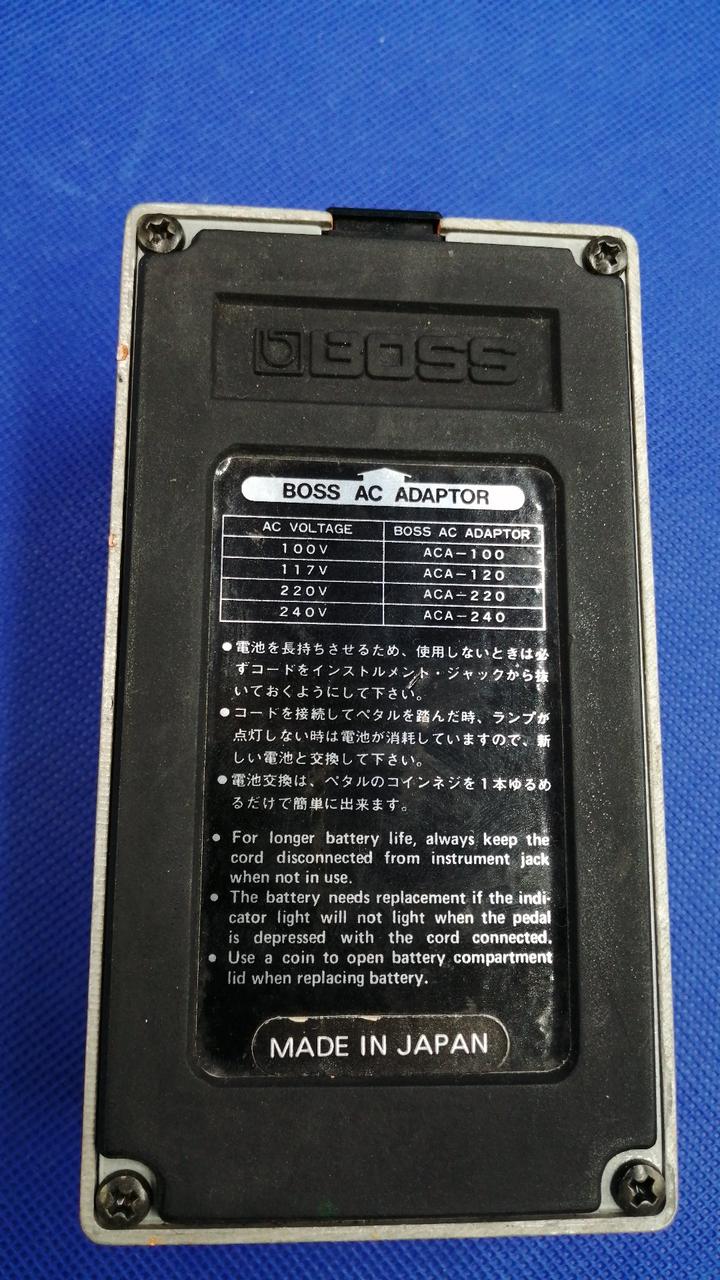 BOSS
BOSS AC ADAPTOR
AC VOLTAGE BOSS AC ADAPTOR
100V ACA-100
117V ACA-120
220V ACA-220
240V ACA-240
●電池を長持ちさせるため、使用しないときは必
ずコードをインストルメント・ジャックから抜
いておくようにして下さい。
●コードを接続してペダルを踏んだ時、ランプが
点灯しない時は電池が消耗していますので、新
しい電池と交換して下さい。
●電池交換は、ペダルのコインネジを1本ゆるめ
るだけで簡単に出来ます。
● For longer battery life, always keep the
cord disconnected from instrument jack
when not in use.
● The battery needs replacement if the indi-
cator light will not light when the pedal
is depressed with the cord connected.
● Use a coin to open battery compartment
lid when replacing battery.
MADE IN JAPAN